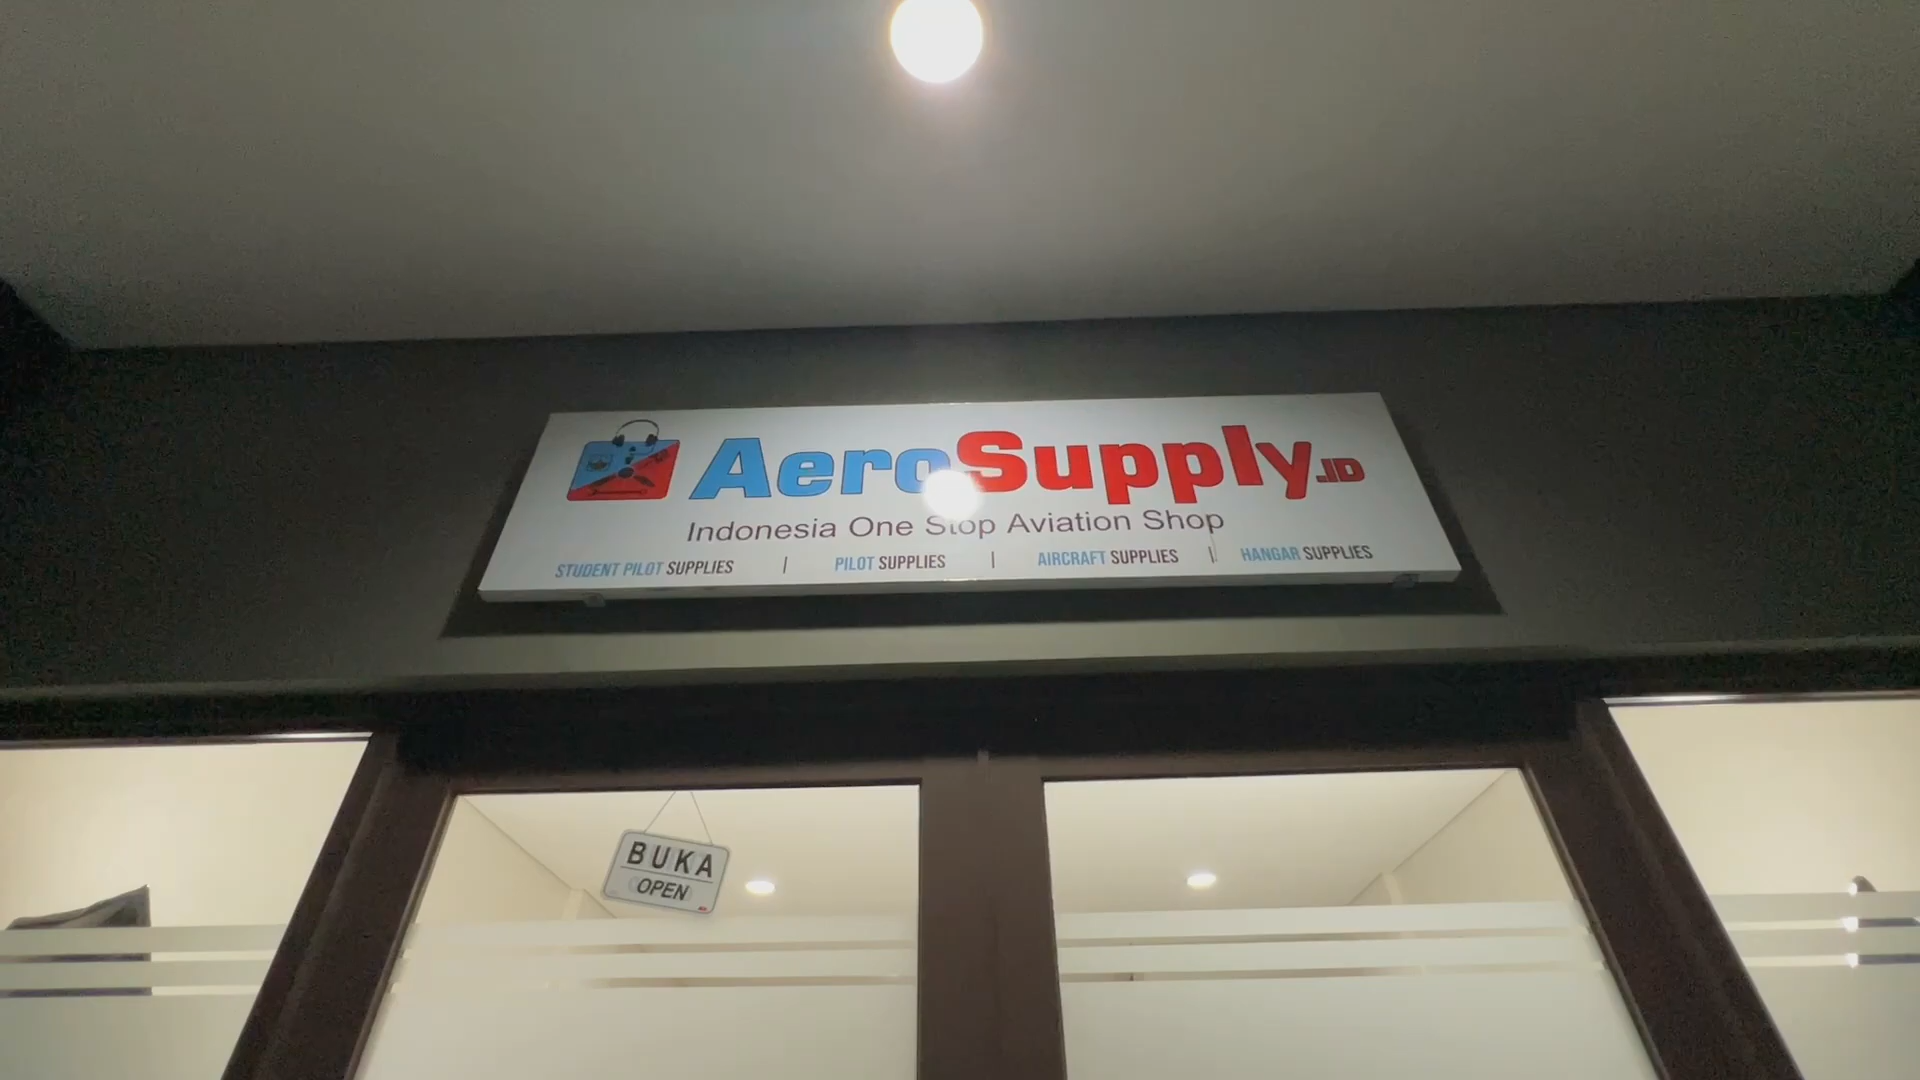 AeroSupply.ID
Indonesia One Stop Aviation Shop
STUDENT PILOT SUPPLIES | PILOT SUPPLIES | AIRCRAFT SUPPLIES | HANGAR SUPPLIES
BUKA
OPEN